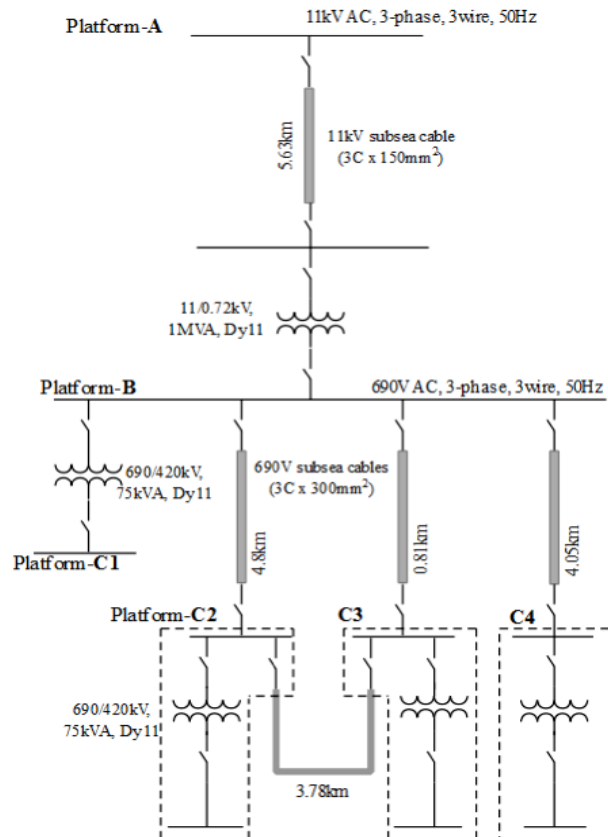 11kV AC, 3-phase, 3wire, 50Hz
Platform-A
5.63km
11kV subsea cable
(3C x 150mm²)
11/0.72kV,
1MVA, Dy11
Platform-B
690V AC, 3-phase, 3wire, 50Hz
690/420kV,
75kVA, Dy11
690V subsea cables
(3C x 300mm²)
4.8km
0.81km
4.05km
Platform-C1
Platform-C2
C3
C4
690/420kV,
75kVA, Dy11
3.78km